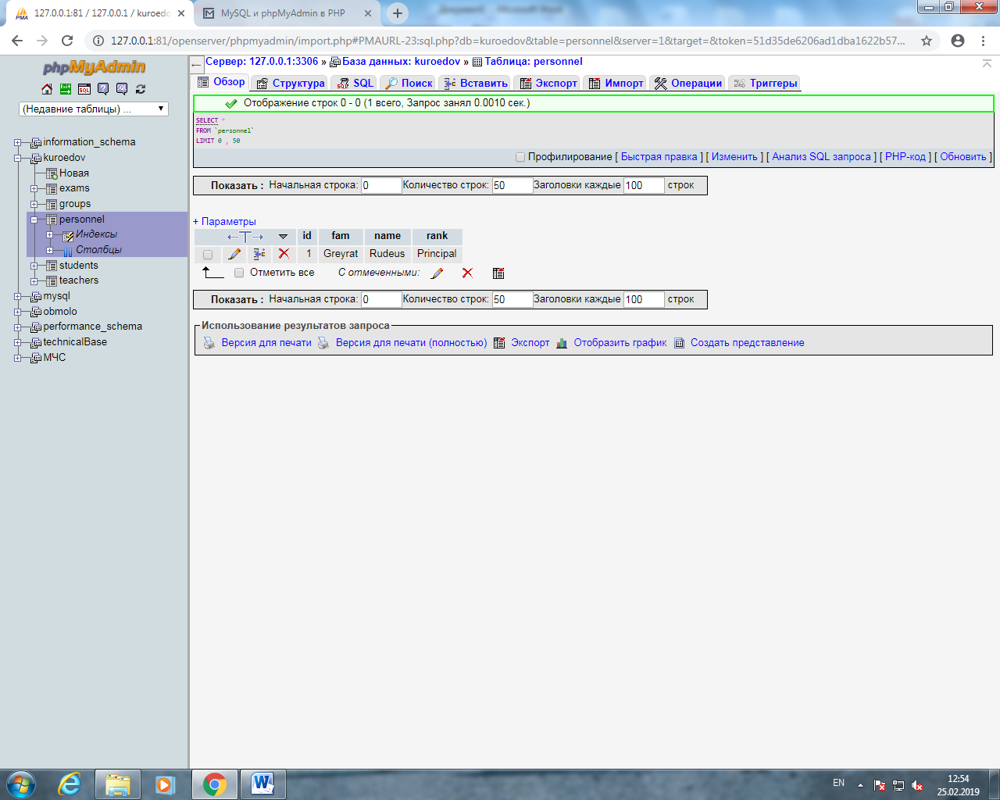 127.0.0.1:81 / 127.0.0.1 / kuroedo
MySQL и phpMyAdmin в PHP
127.0.0.1:81/openserver/phpmyadmin/import.php#PMAURL-23:sql.php?db=kuroedov&table=personnel&server=1&target=&token=51d35de6206ad1dba1622b57...
phpMyAdmin
(Недавние таблицы) ...
information_schema
kuroedov
Новая
exams
groups
personnel
Индексы
Столбцы
students
teachers
mysql
obmolo
performance_schema
technicalBase
МЧС
Сервер: 127.0.0.1:3306 » База данных: kuroedov » Таблица: personnel
Обзор Структура SQL Поиск Вставить Экспорт Импорт Операции Триггеры
Отображение строк 0 - 0 (1 всего, Запрос занял 0.0010 сек.)
SELECT *
FROM `personnel`
LIMIT 0 , 50
Профилирование [ Быстрая правка ] [ Изменить ] [ Анализ SQL запроса ] [ PHP-код ] [ Обновить ]
Показать : Начальная строка: 0 Количество строк: 50 Заголовки каждые 100 строк
+ Параметры
←T→ id fam name rank
1 Greyrat Rudeus Principal
Отметить все С отмеченными:
Показать : Начальная строка: 0 Количество строк: 50 Заголовки каждые 100 строк
Использование результатов запроса
Версия для печати Версия для печати (полностью) Экспорт Отобразить график Создать представление
EN
12:54
25.02.2019